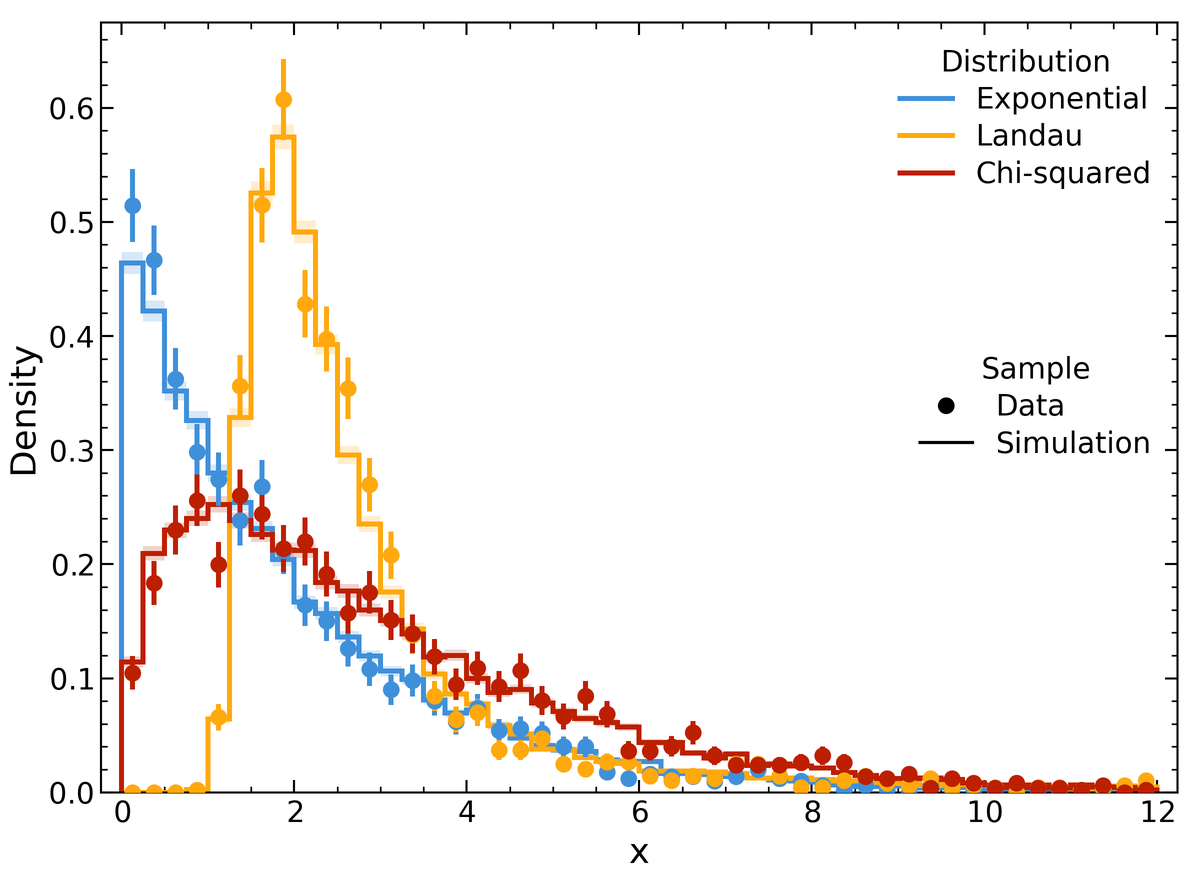 Distribution
Exponential
Landau
Chi-squared
Sample
Data
Simulation
Density
0.6
0.5
0.4
0.3
0.2
0.1
0.0
0 2 4 6 8 10 12
x